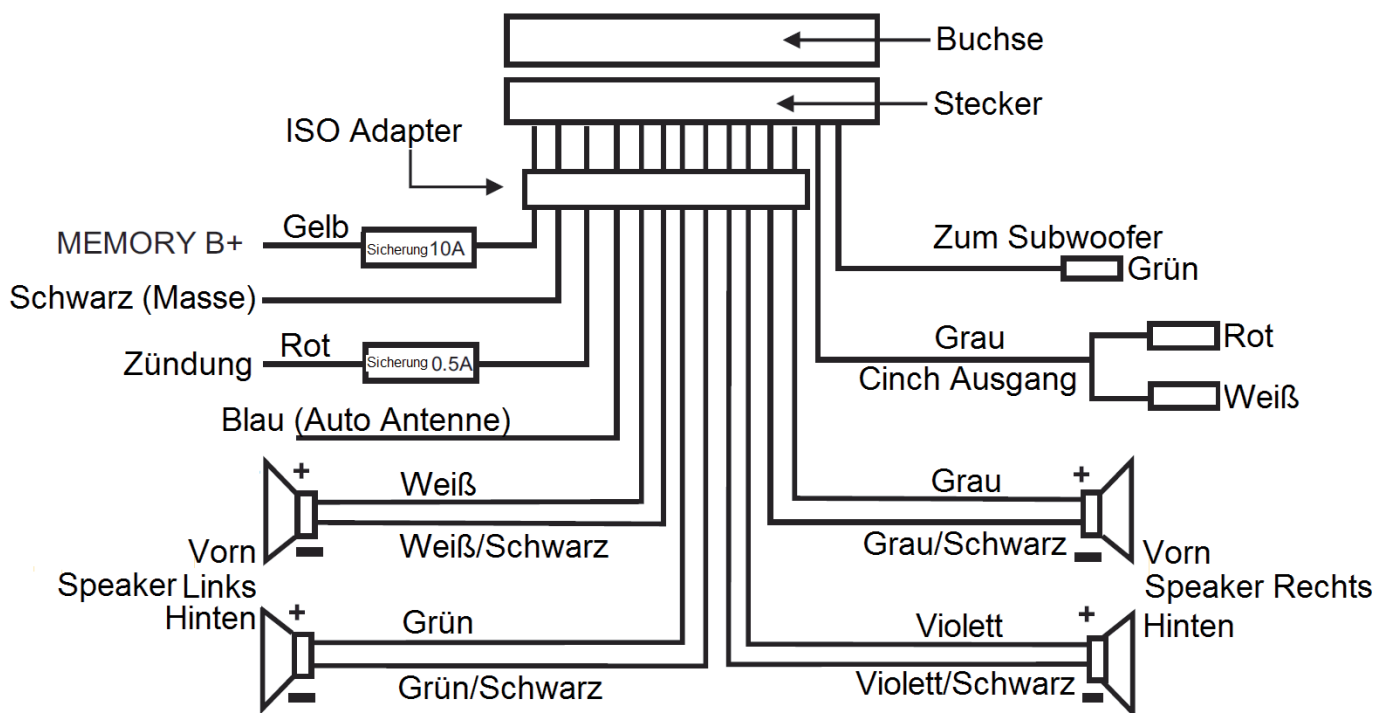 Buchse
Stecker
ISO Adapter
Gelb
MEMORY B+
Sicherung 10A
Zum Subwoofer
Grün
Schwarz (Masse)
Rot
Zündung
Sicherung 0.5A
Grau
Cinch Ausgang
Rot
Weiß
Blau (Auto Antenne)
+
Weiß
Weiß/Schwarz
Vorn
Speaker Links
Hinten
+
Grün
Grün/Schwarz
+
Grau
Grau/Schwarz
Vorn
Speaker Rechts
Hinten
+
Violett
Violett/Schwarz